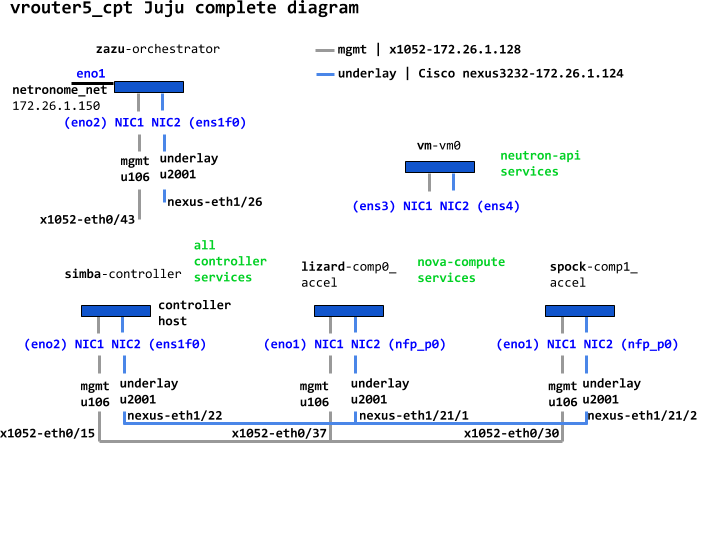 vrouter5_cpt Juju complete diagram
zazu-orchestrator
mgmt | x1052-172.26.1.128
underlay | Cisco nexus3232-172.26.1.124
eno1
netronome_net
172.26.1.150
(eno2) NIC1 NIC2 (ens1f0)
mgmt
u106
underlay
u2001
nexus-eth1/26
x1052-eth0/43
vm-vm0
neutron-api
services
(ens3) NIC1 NIC2 (ens4)
all
controller
services
simba-controller
controller
host
(eno2) NIC1 NIC2 (ens1f0)
mgmt
u106
underlay
u2001
nexus-eth1/22
x1052-eth0/15
lizard-comp0_
accel
nova-compute
services
(eno1) NIC1 NIC2 (nfp_p0)
mgmt
u106
underlay
u2001
nexus-eth1/21/1
x1052-eth0/37
spock-comp1_
accel
(eno1) NIC1 NIC2 (nfp_p0)
mgmt
u106
underlay
u2001
nexus-eth1/21/2
x1052-eth0/30